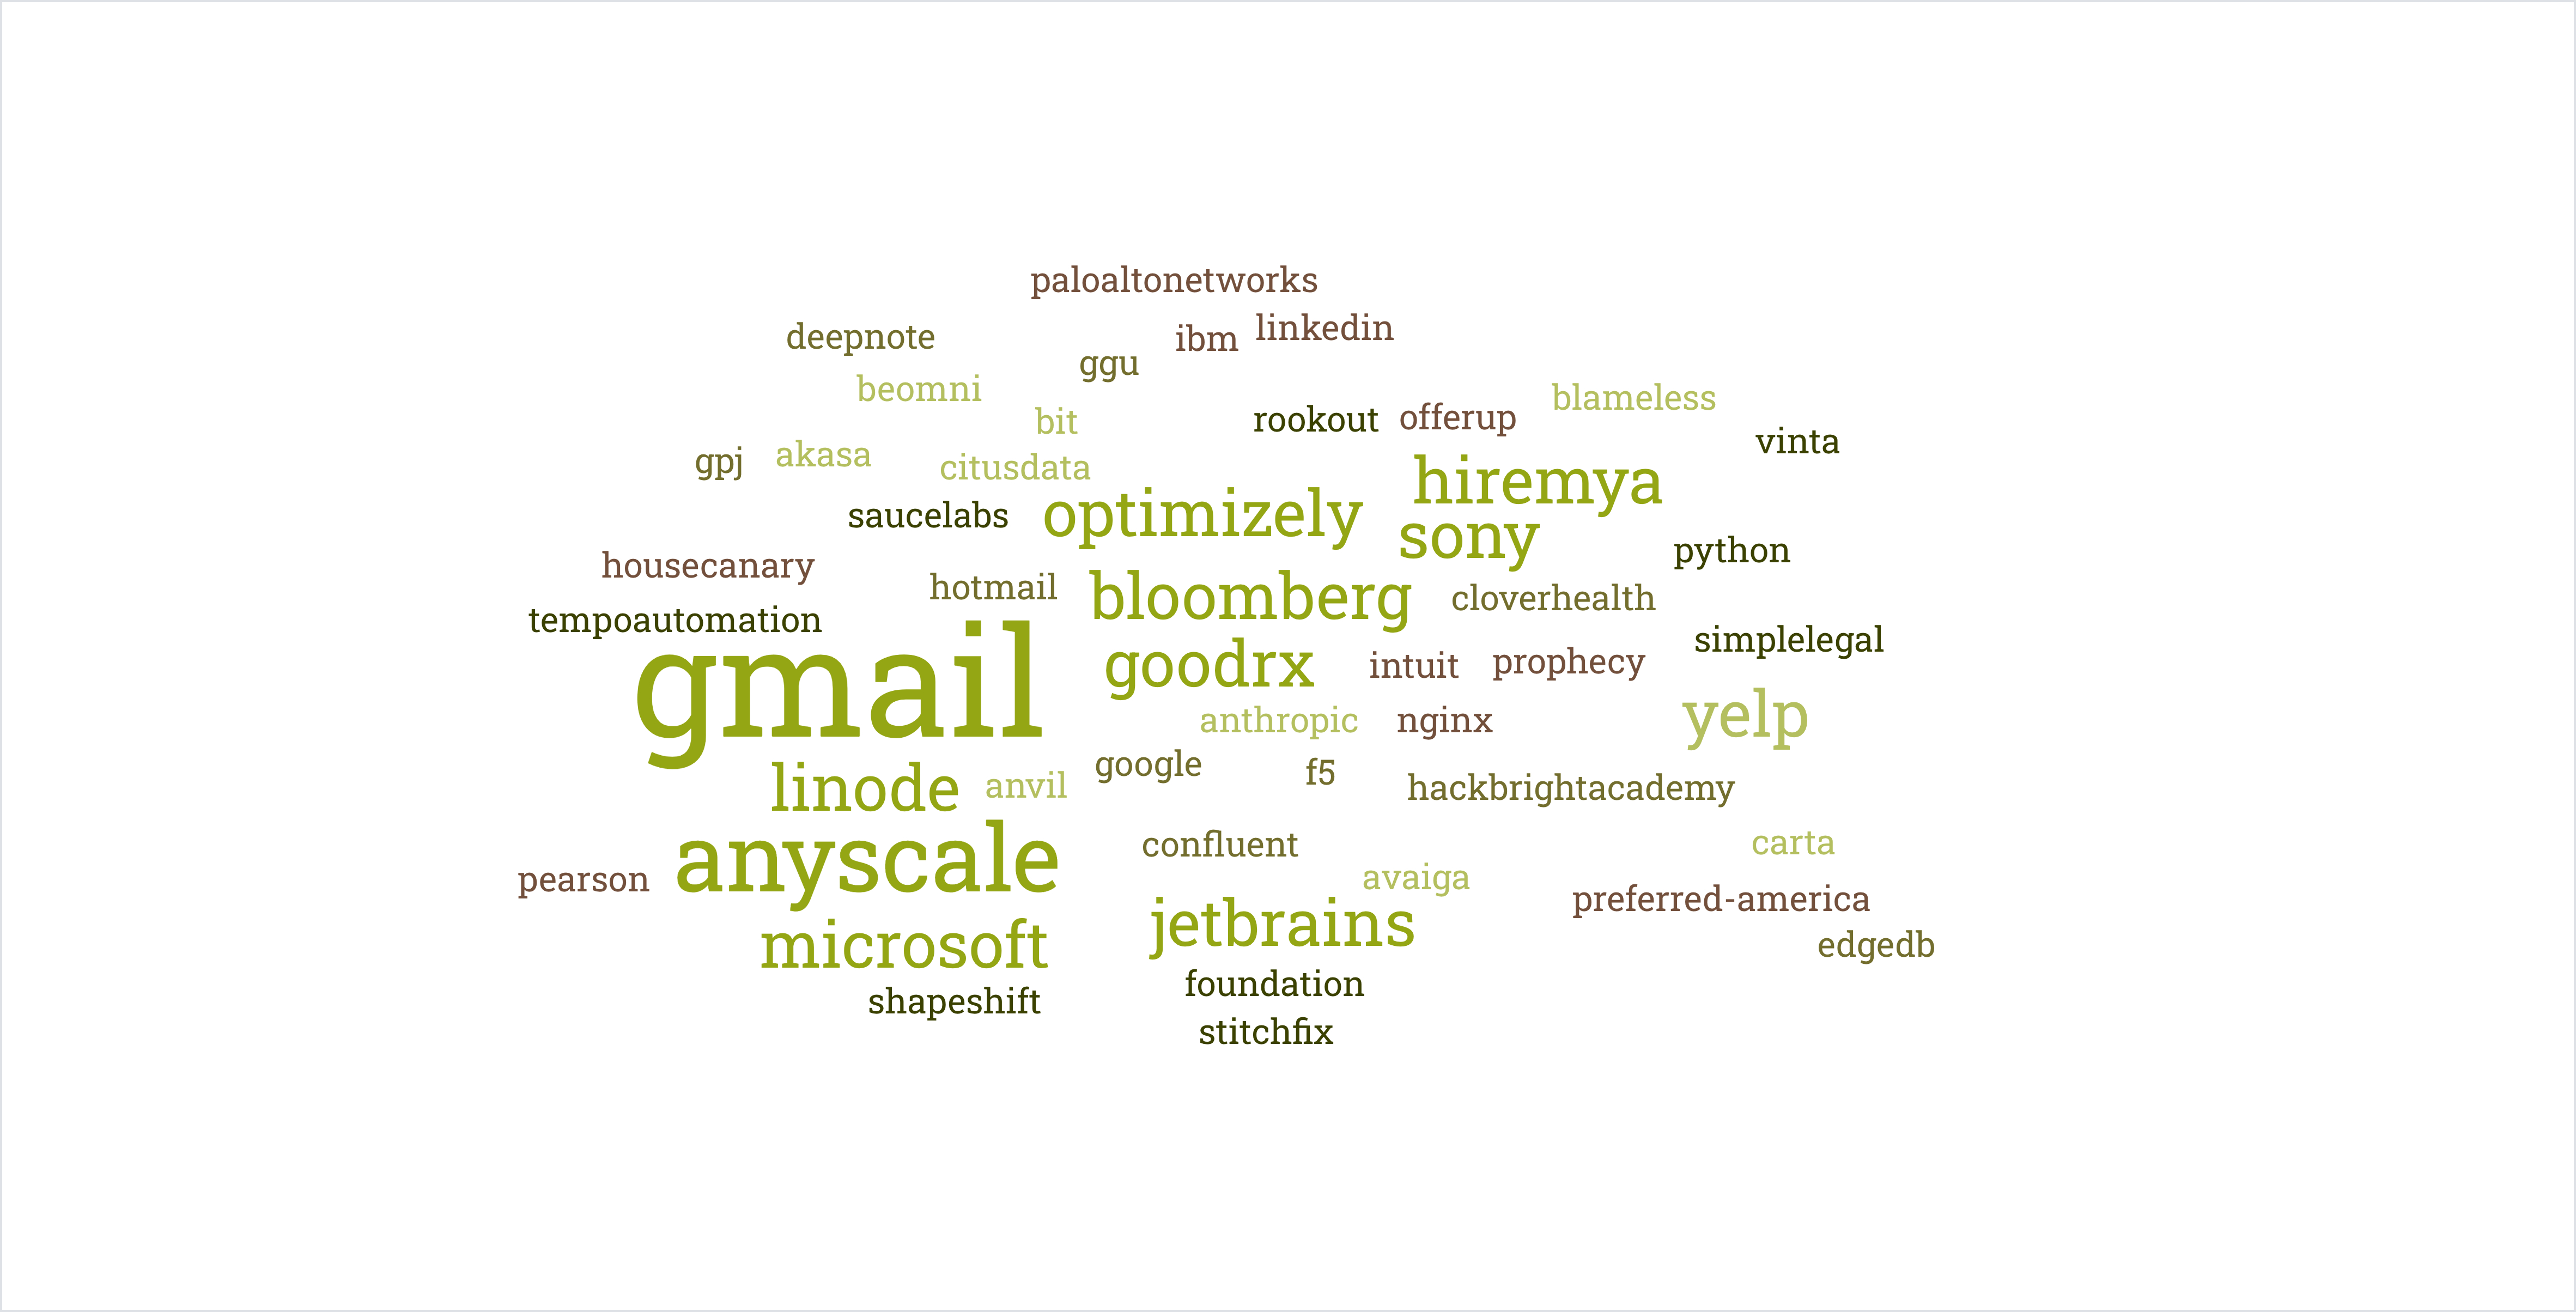 paloaltonetworks
deepnote
ibm
linkedin
ggu
beomni
blameless
bit
rookout
offerup
vinta
gpj
akasa
citusdata
hiremya
saucelabs
optimizely
sony
python
housecanary
hotmail
bloomberg
cloverhealth
tempoautomation
simplelegal
gmail
goodrx
intuit
prophecy
anthropic
nginx
yelp
google
f5
linode
anvil
hackbrightacademy
confluent
carta
anyscale
pearson
avaiga
preferred-america
jetbrains
microsoft
edgedb
foundation
shapeshift
stitchfix